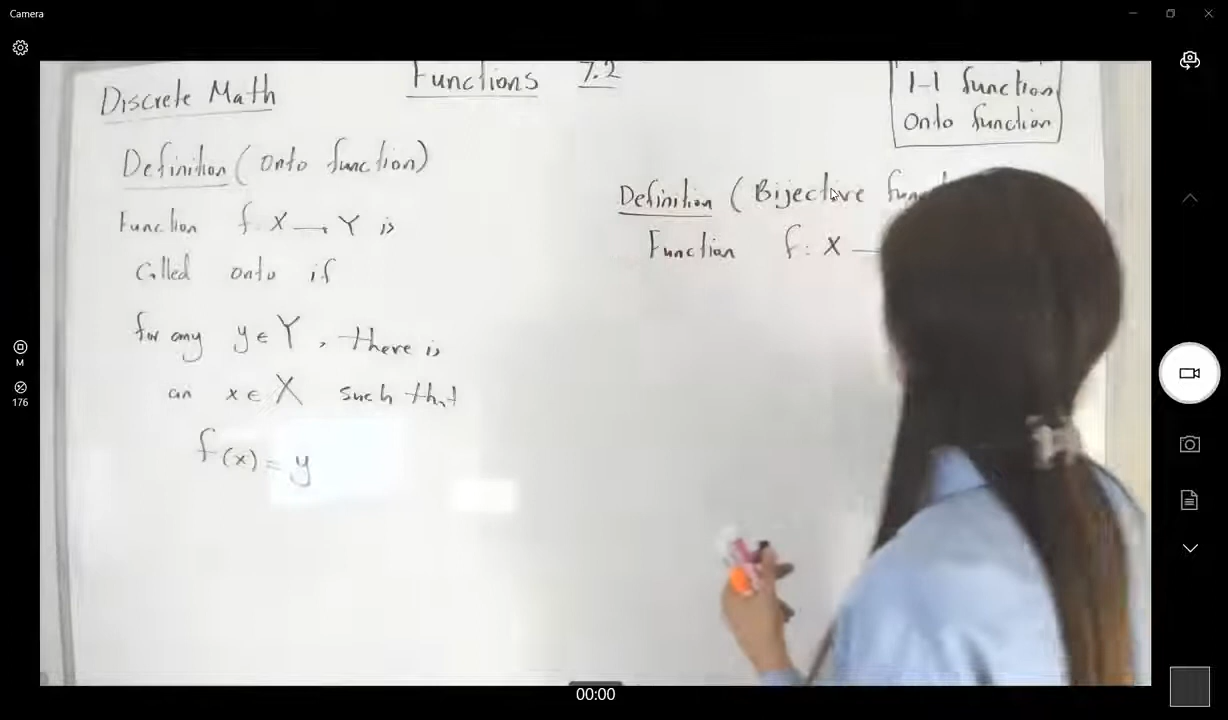 Camera
Discrete Math
Functions 7.2
1-1 function
onto function
Definition (onto function)
Function f: X → Y is
Called onto if
for any y ∈ Y, there is
an x ∈ X such that
f(x) = y
Definition (Bijective
Function f: X →
M
176
00:00